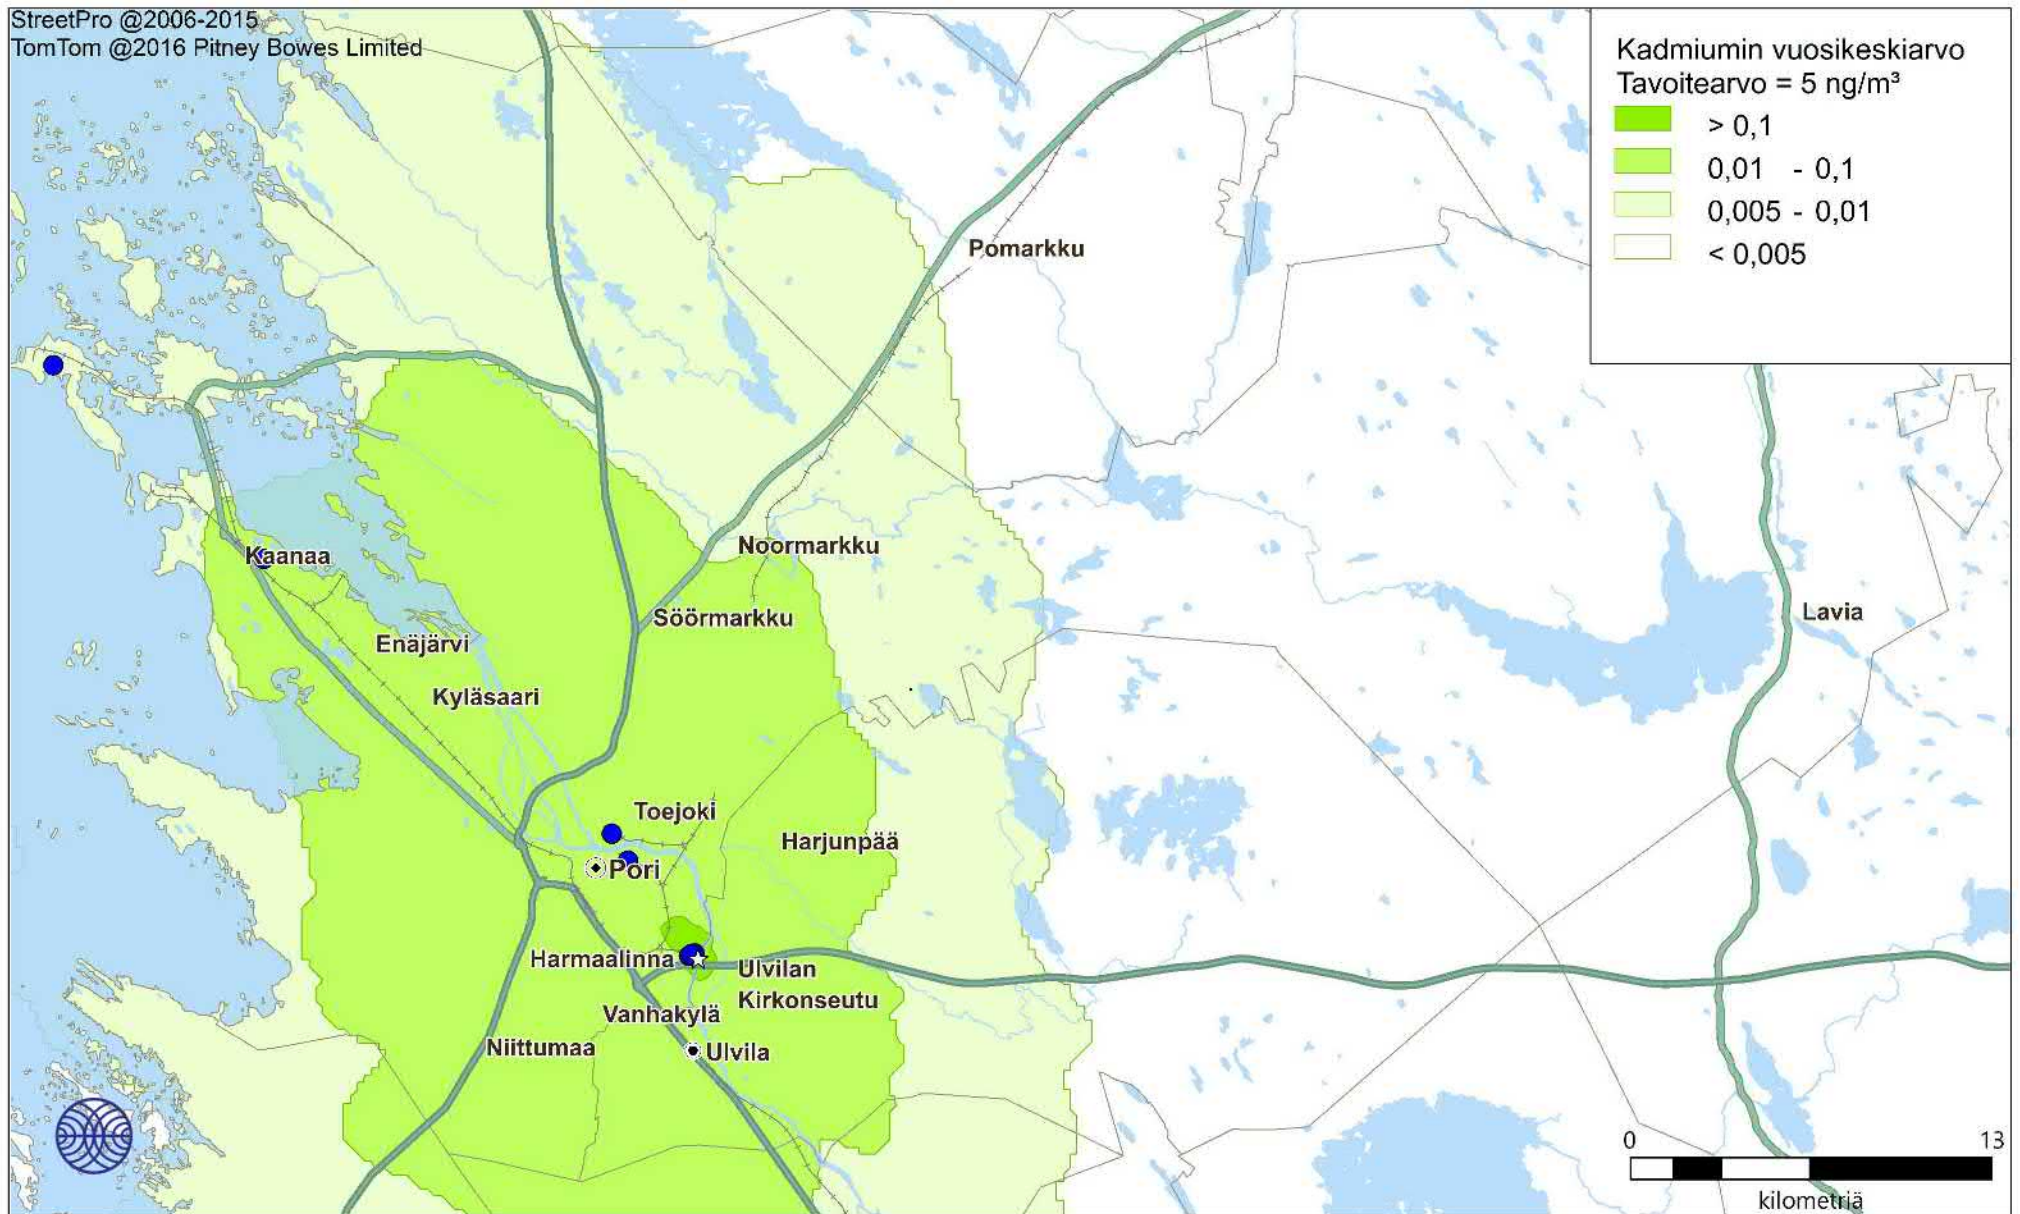 StreetPro @2006-2015
TomTom @2016 Pitney Bowes Limited
Kadmiumin vuosikeskiarvo
Tavoitearvo = 5 ng/m³
> 0,1
0,01 - 0,1
0,005 - 0,01
< 0,005
Pomarkku
Noormarkku
Kaanaa
Söörmarkku
Lavia
Enäjärvi
Kyläsaari
Toejoki
Harjunpää
Pori
Harmaalinna
Ulvilan
Kirkonseutu
Vanhakylä
Niittumaa
Ulvila
0 13
kilometriä